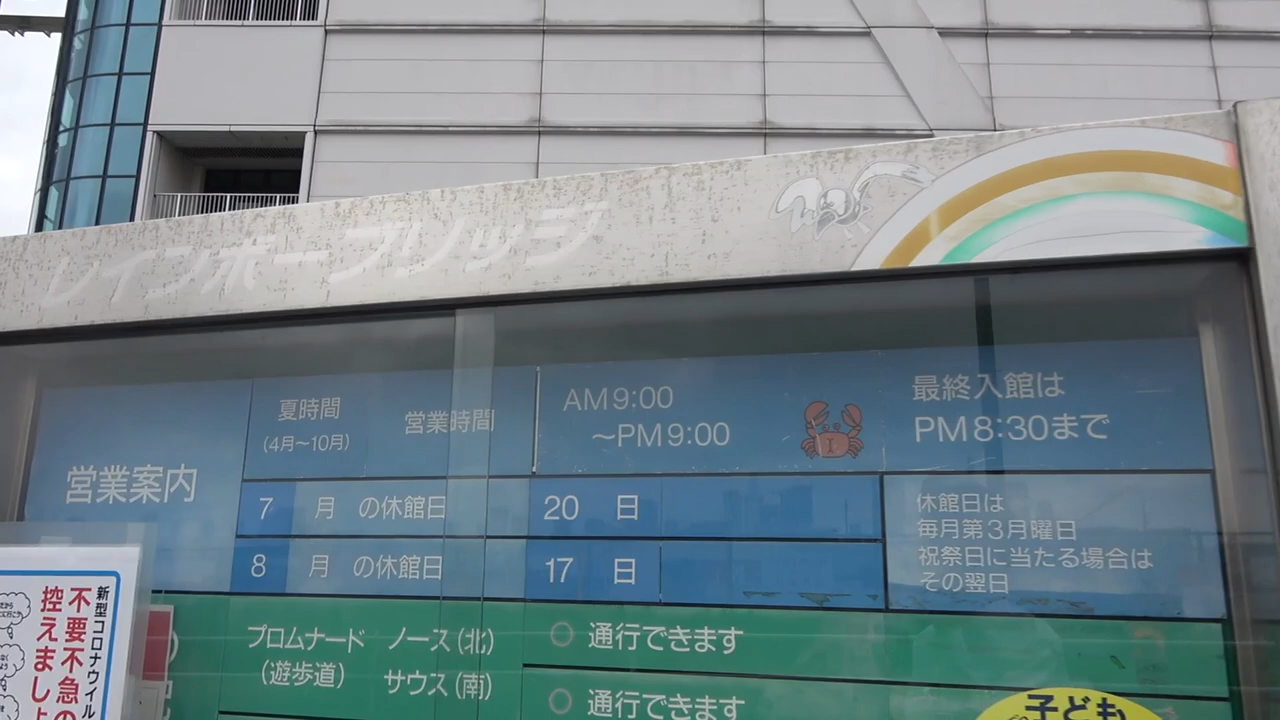 レインボーブリッジ
営業案内
夏時間
(4月～10月)
営業時間
AM9:00
～PM9:00
最終入館は
PM8:30まで
7 月 の休館日 20 日
8 月 の休館日 17 日
休館日は
毎月第3月曜日
祝祭日に当たる場合は
その翌日
プロムナード
(遊歩道)
ノース(北) 通行できます
サウス(南) 通行できます
新型コロナウイル
不要不急の
控えましょ
子ども